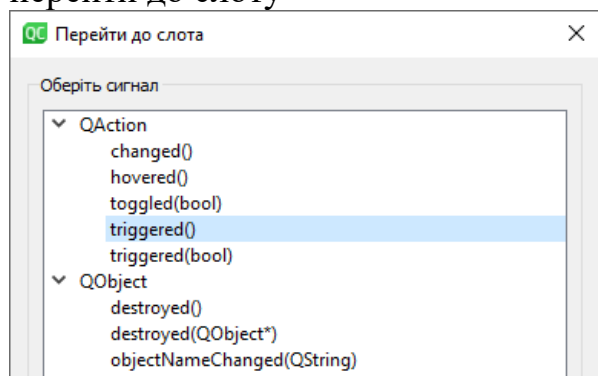 перейти до слоту
QC Перейти до слота
Оберіть сигнал
QAction
changed()
hovered()
toggled(bool)
triggered()
triggered(bool)
QObject
destroyed()
destroyed(QObject*)
objectNameChanged(QString)